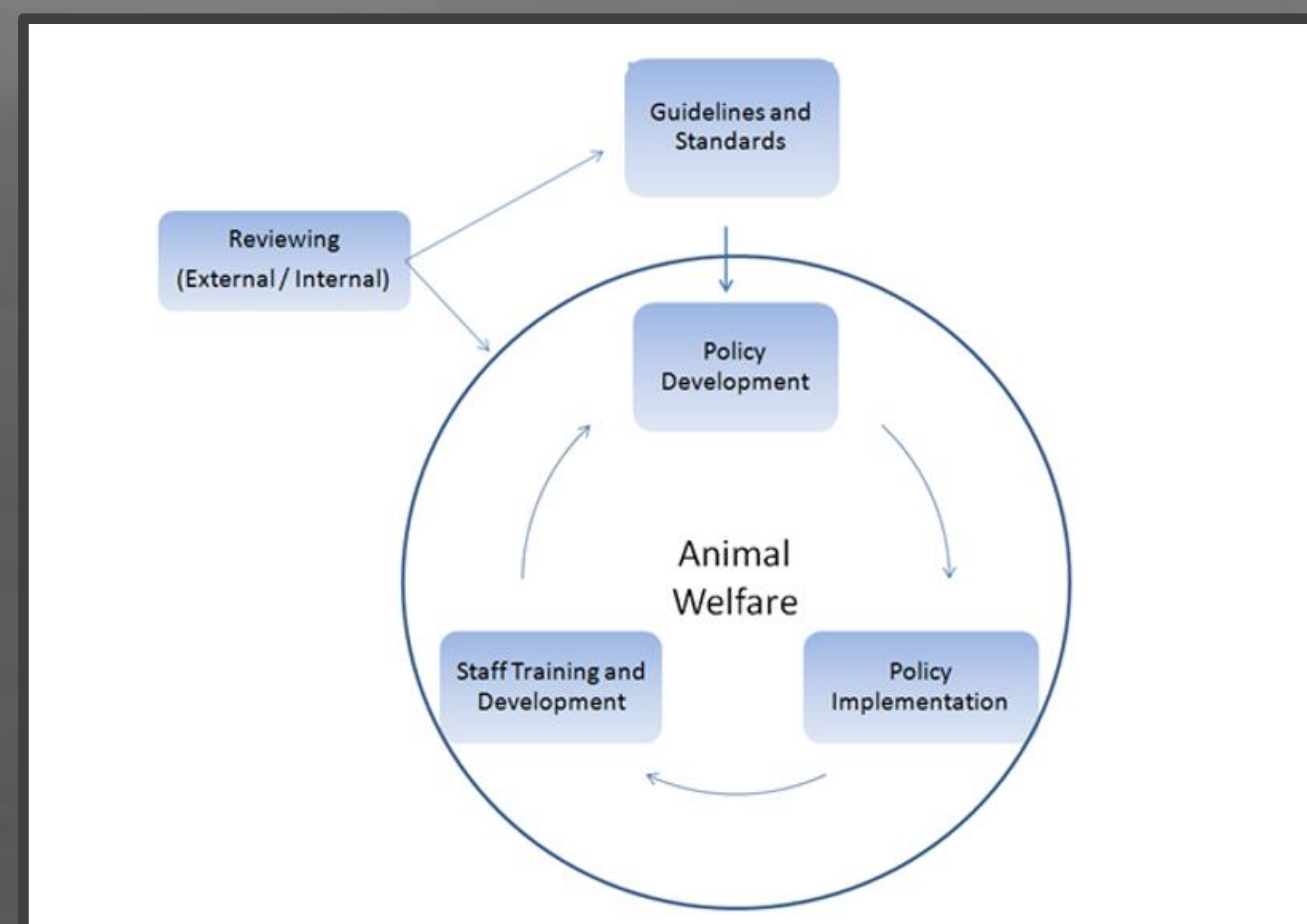 Guidelines and
Standards
Reviewing
(External / Internal)
Policy
Development
Animal
Welfare
Staff Training and
Development
Policy
Implementation